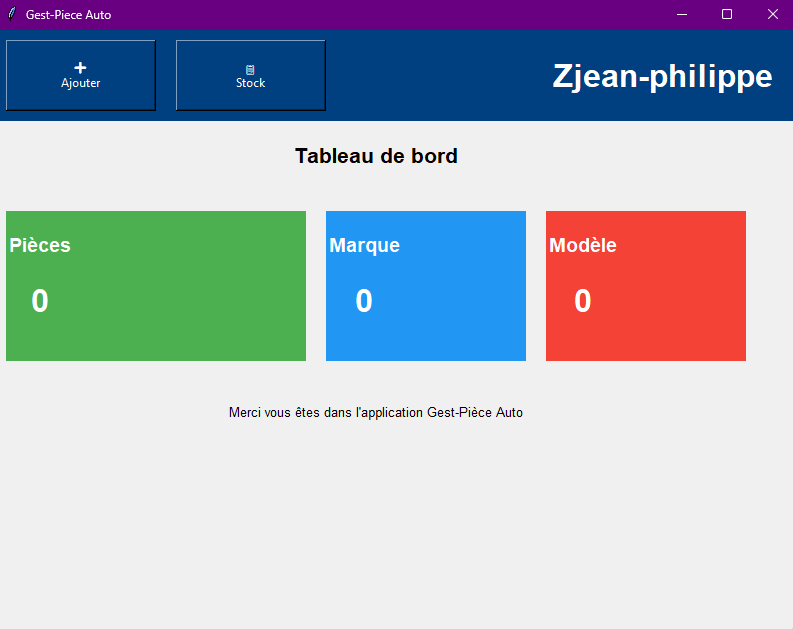 Gest-Piece Auto
Ajouter
Stock
Zjean-philippe
Tableau de bord
Pièces
Marque
Modèle
0
0
0
Merci vous êtes dans l'application Gest-Pièce Auto